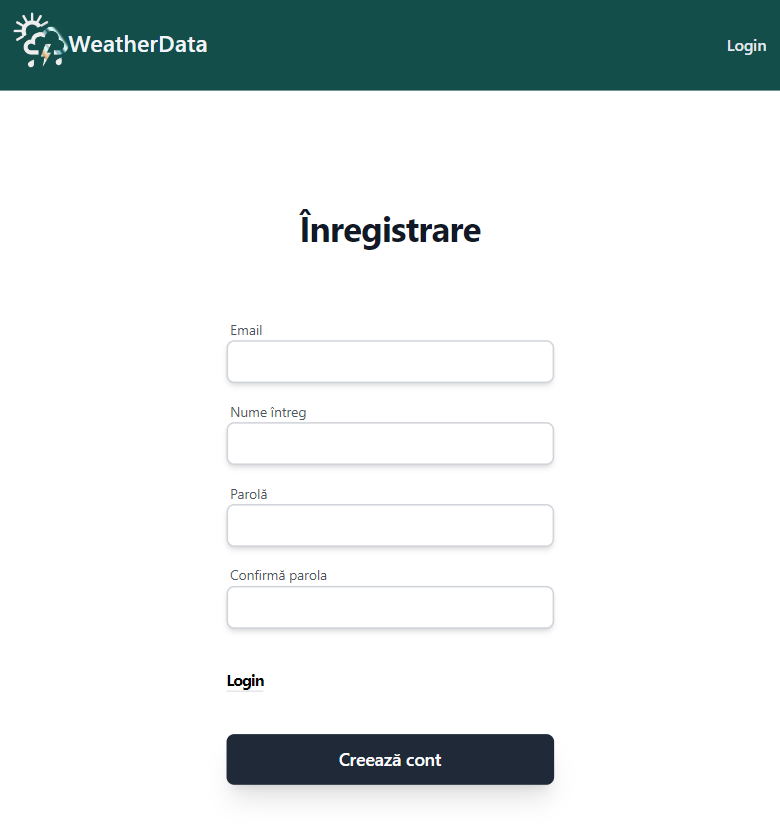 WeatherData
Login
Înregistrare
Email
Nume întreg
Parolă
Confirmă parola
Login
Creează cont